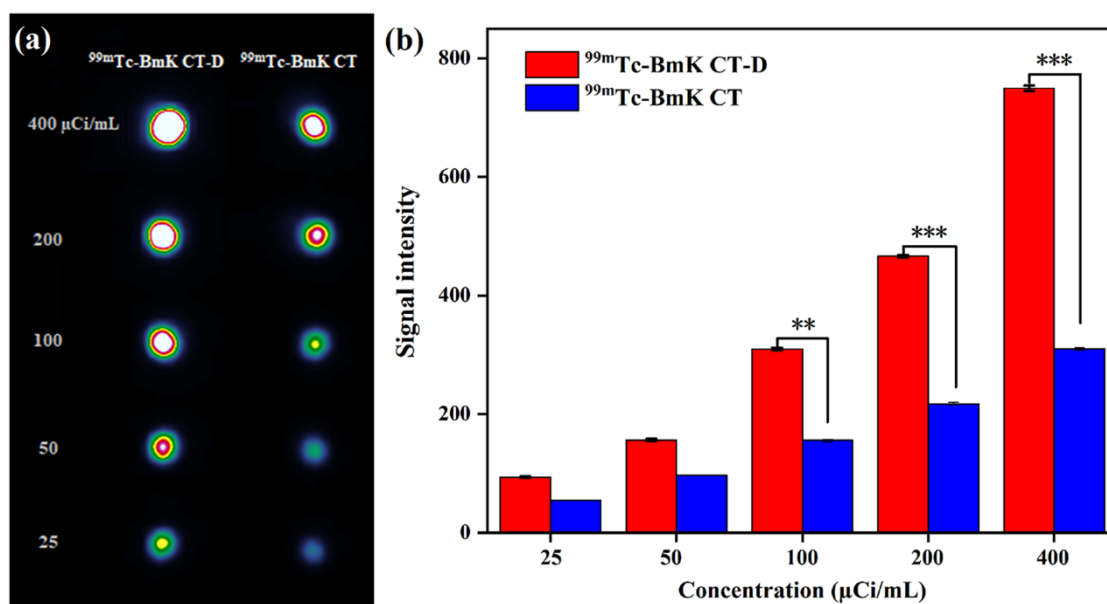 (a)
⁹⁹ᵐTc-BmK CT-D ⁹⁹ᵐTc-BmK CT
400 μCi/mL
200
100
50
25
(b)
⁹⁹ᵐTc-BmK CT-D
⁹⁹ᵐTc-BmK CT
Signal intensity
800
600
400
200
0
**
***
***
25 50 100 200 400
Concentration (μCi/mL)